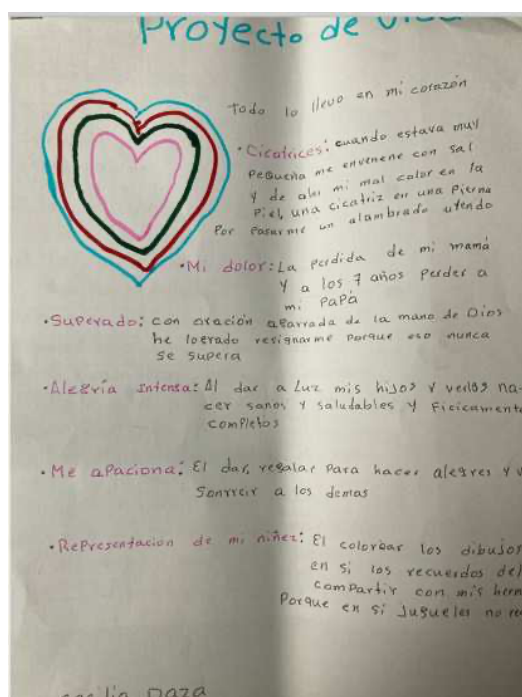 Proyecto de Vida
Todo lo llevo en mi corazón
• Cicatrices: cuando estava muy
pequeña me envenene con sal
y de ahi mi mal color en la
piel, una cicatriz en una pierna
Por pasarme un alambrado
• Mi dolor: La perdida de mi mamá
y a los 7 años perder a
mi papá
• Superado: con oración agarrada de la mano de Dios
he logrado resignarme porque eso nunca
se supera
• Alegría Intensa: Al dar a Luz mis hijos y verlos na-
cer sanos y saludables y Ficicamente
completos
• Me apaciona: El dar, regalar para hacer alegres y
Sonrreir a los demas
• Representacion de mi niñez: El colorear los dibujos
en si los recuerdos del
compartir con mis
Porque en si Juguetes no
Daza